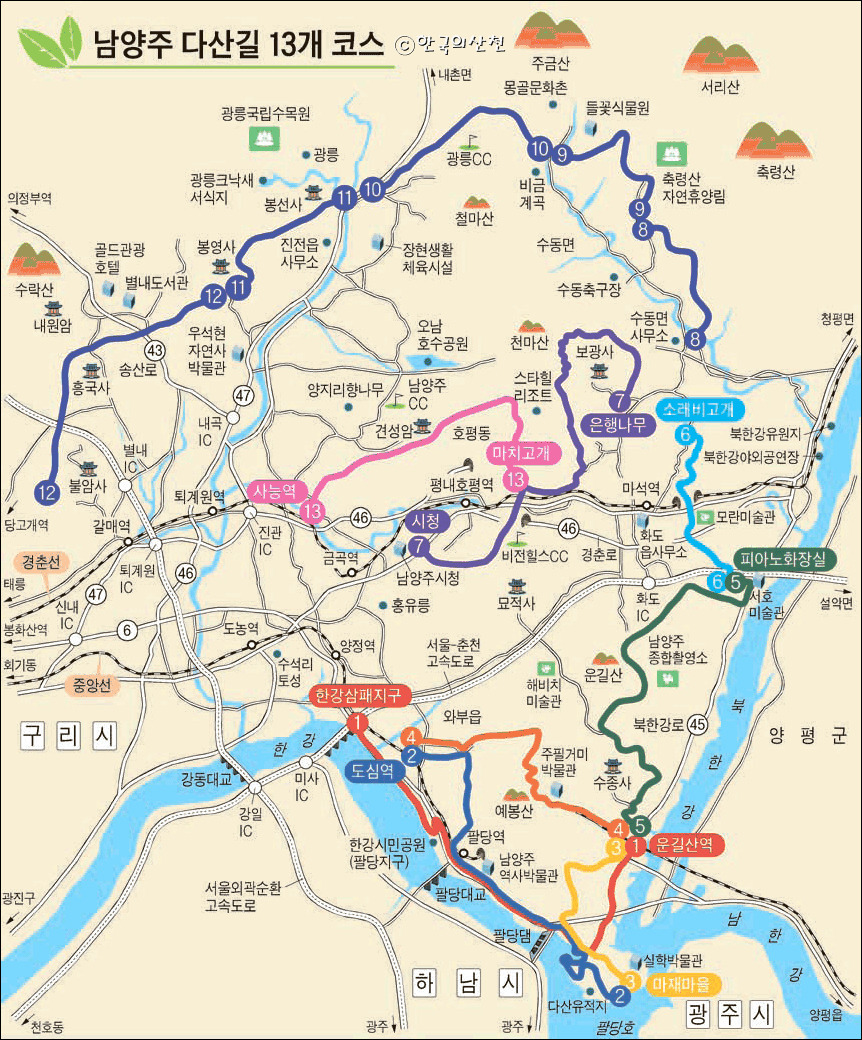 남양주 다산길 13개 코스
ⓒ한국의산천
주금산
서리산
축령산
내촌면
몽골문화촌
들꽃식물원
광릉국립수목원
광릉
광릉CC
10
9
비금
계곡
축령산
자연휴양림
광릉크낙새
서식지
봉선사
11
10
철마산
9
8
의정부역
봉영사
진전읍
사무소
장현생활
체육시설
수동면
골드관광
호텔
별내도서관
수락산
내원암
12
11
수동축구장
수동면
사무소
8
청평면
43
송산로
우석헌
자연사
박물관
오남
호수공원
천마산
보광사
흥국사
47
양지리향나무
남양주
CC
스타힐
리조트
7
은행나무
소래비고개
6
내곡
IC
견성암
호평동
마치고개
13
북한강유원지
북한강야외공연장
별내
IC
불암사
12
당고개역
갈매역
퇴계원역
사능역
13
46
평내호평역
마석역
모란미술관
진관
IC
시청
7
46
경춘로
비전힐스CC
화도
읍사무소
피아노화장실
경춘선
태릉
퇴계원
IC
46
금곡역
남양주시청
6
5
서호
미술관
설악면
47
신내
IC
묘적사
화도
IC
홍유릉
봉화산역
6
회기동
중앙선
도농역
양정역
수석리
토성
서울-춘천
고속도로
남양주
종합촬영소
운길산
해비치
미술관
한강삼패지구
1
와부읍
북한강로
45
북한강
양평군
구리시
한강
4
2
도심역
주필거미
박물관
수종사
강동대교
미사
IC
강일
IC
예봉산
4
5
3
1
운길산역
한강시민공원
(팔당지구)
팔당역
남양주
역사박물관
광진구
서울외곽순환
고속도로
팔당대교
팔당댐
남한강
실학박물관
3
마재마을
하남시
다산유적지
2
광주시
천호동
광주
광주
팔당호
양평읍